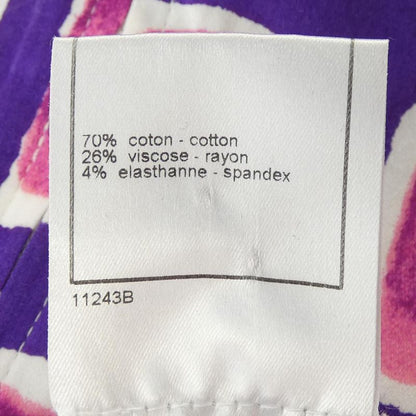 70% coton - cotton
26% viscose - rayon
4% elasthanne - spandex
11243B